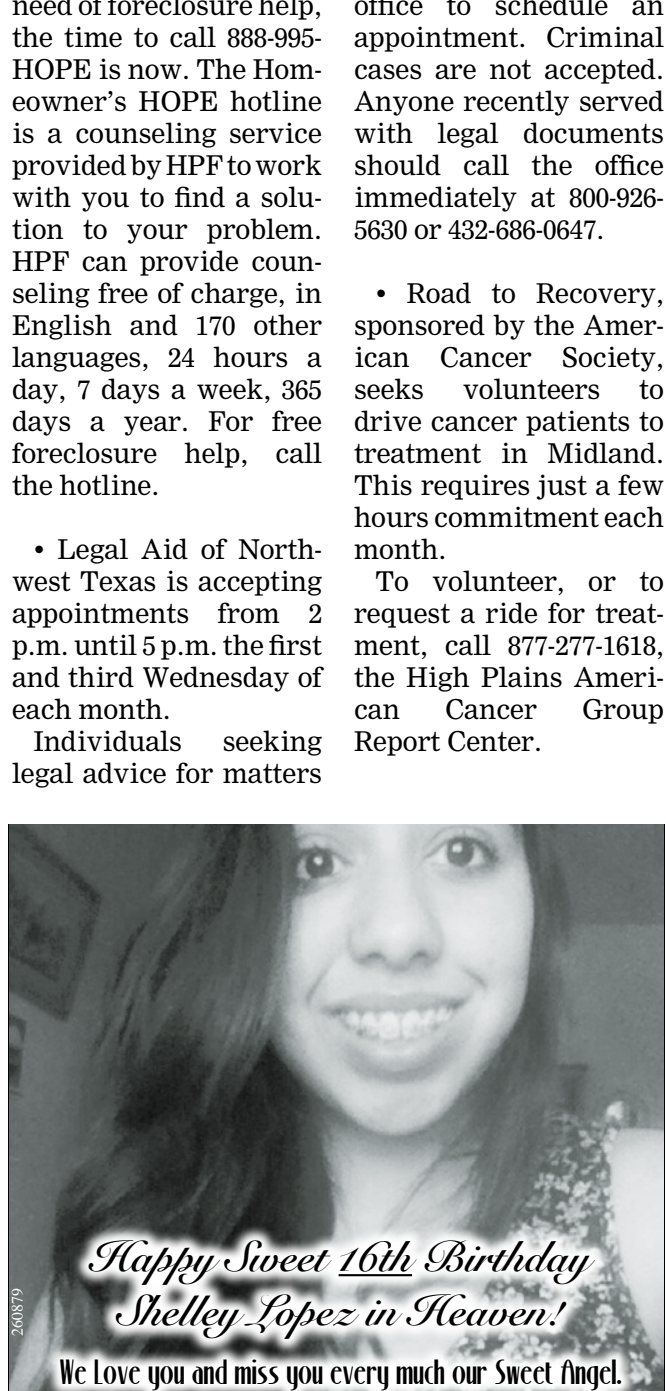 need of foreclosure help,
the time to call 888-995-
HOPE is now. The Hom-
eowner's HOPE hotline
is a counseling service
provided by HPF to work
with you to find a solu-
tion to your problem.
HPF can provide coun-
seling free of charge, in
English and 170 other
languages, 24 hours a
day, 7 days a week, 365
days a year. For free
foreclosure help, call
the hotline.
• Legal Aid of North-
west Texas is accepting
appointments from 2
p.m. until 5 p.m. the first
and third Wednesday of
each month.
Individuals seeking
legal advice for matters
office to schedule an
appointment. Criminal
cases are not accepted.
Anyone recently served
with legal documents
should call the office
immediately at 800-926-
5630 or 432-686-0647.
• Road to Recovery,
sponsored by the Amer-
ican Cancer Society,
seeks volunteers to
drive cancer patients to
treatment in Midland.
This requires just a few
hours commitment each
month.
To volunteer, or to
request a ride for treat-
ment, call 877-277-1618,
the High Plains Ameri-
can Cancer Group
Report Center.
Happy Sweet 16th Birthday
Shelley Lopez in Heaven!
We Love you and miss you every much our Sweet Angel.
260879